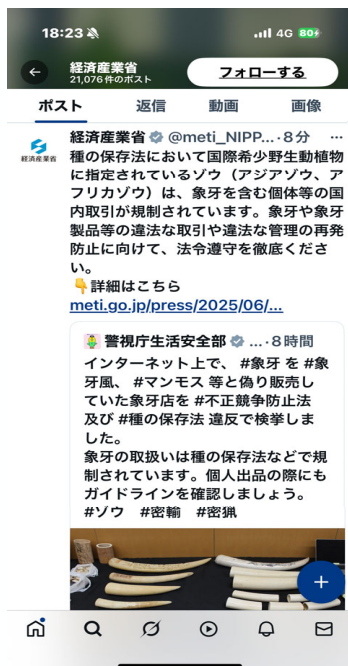 18:23
4G 80
経済産業省
21,076 件のポスト
フォローする
ポスト 返信 動画 画像
経済産業省 @meti_NIPP... · 8分 ···
経済産業省
種の保存法において国際希少野生動植物
に指定されているゾウ（アジアゾウ、ア
フリカゾウ）は、象牙を含む個体等の国
内取引が規制されています。象牙や象牙
製品等の違法な取引や違法な管理の再発
防止に向けて、法令遵守を徹底くださ
い。
👇詳細はこちら
meti.go.jp/press/2025/06/...
警視庁生活安全部 ... · 8時間
インターネット上で、 #象牙 を #象
牙風、 #マンモス 等と偽り販売し
ていた象牙店を #不正競争防止法
及び #種の保存法 違反で検挙しま
した。
象牙の取扱いは種の保存法などで規
制されています。個人出品の際にも
ガイドラインを確認しましょう。
#ゾウ #密輸 #密猟